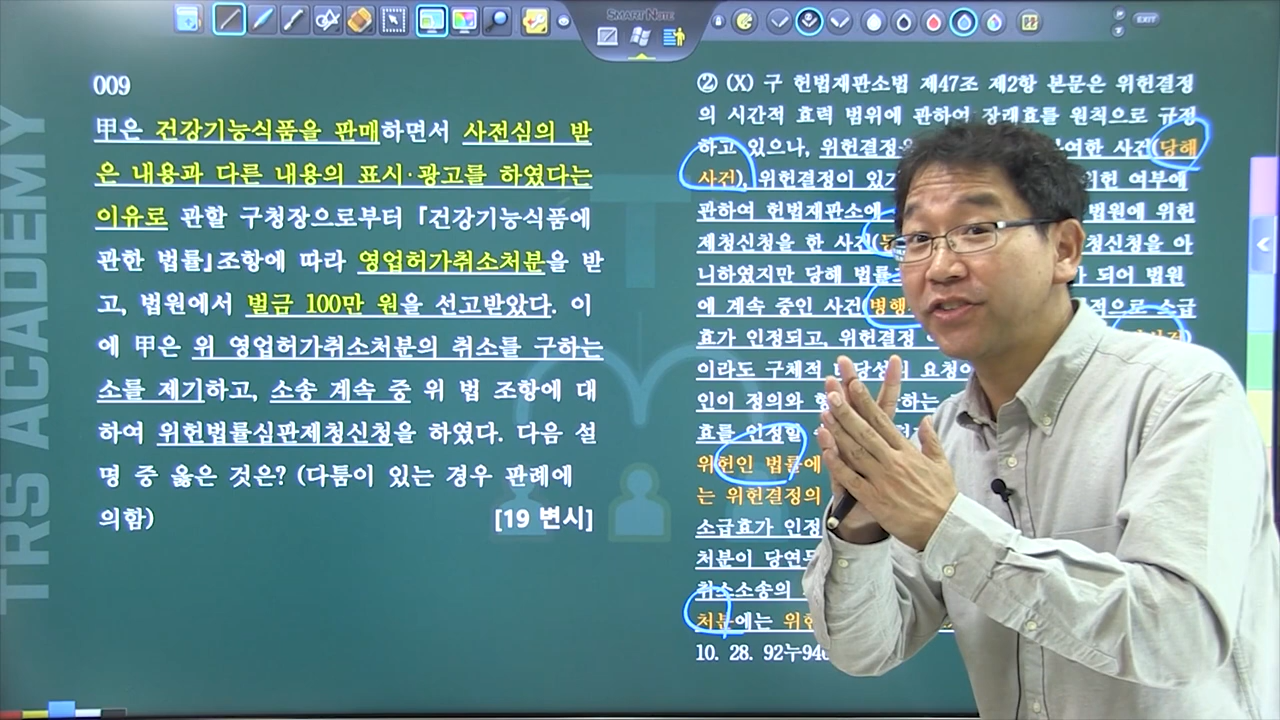 SMART NOTE
EXIT
TRS ACADEMY
009
甲은 건강기능식품을 판매하면서 사전심의 받
은 내용과 다른 내용의 표시·광고를 하였다는
이유로 관할 구청장으로부터 「건강기능식품에
관한 법률」조항에 따라 영업허가취소처분을 받
고, 법원에서 벌금 100만 원을 선고받았다. 이
에 甲은 위 영업허가취소처분의 취소를 구하는
소를 제기하고, 소송 계속 중 위 법 조항에 대
하여 위헌법률심판제청신청을 하였다. 다음 설
명 중 옳은 것은? (다툼이 있는 경우 판례에
의함)
[19 변시]
② (X) 구 헌법재판소법 제47조 제2항 본문은 위헌결정
의 시간적 효력 범위에 관하여 장래효를 원칙으로 규정
하고 있으나, 위헌결정 사건(당해
사건), 위헌결정이 있기 위헌 여부에
관하여 헌법재판소에 법원에 위헌
제청신청을 한 사건( 청신청을 아
니하였지만 당해 법률 가 되어 법원
에 계속 중인 사건(병행 적으로 소급
효가 인정되고, 위헌결정
이라도 구체적 타당성의 요청이
인이 정의와
효를 인정할
위헌인 법률에
는 위헌결정의
소급효가 인정
처분이 당연무
취소소송의
처분에는 위헌
10. 28. 92누